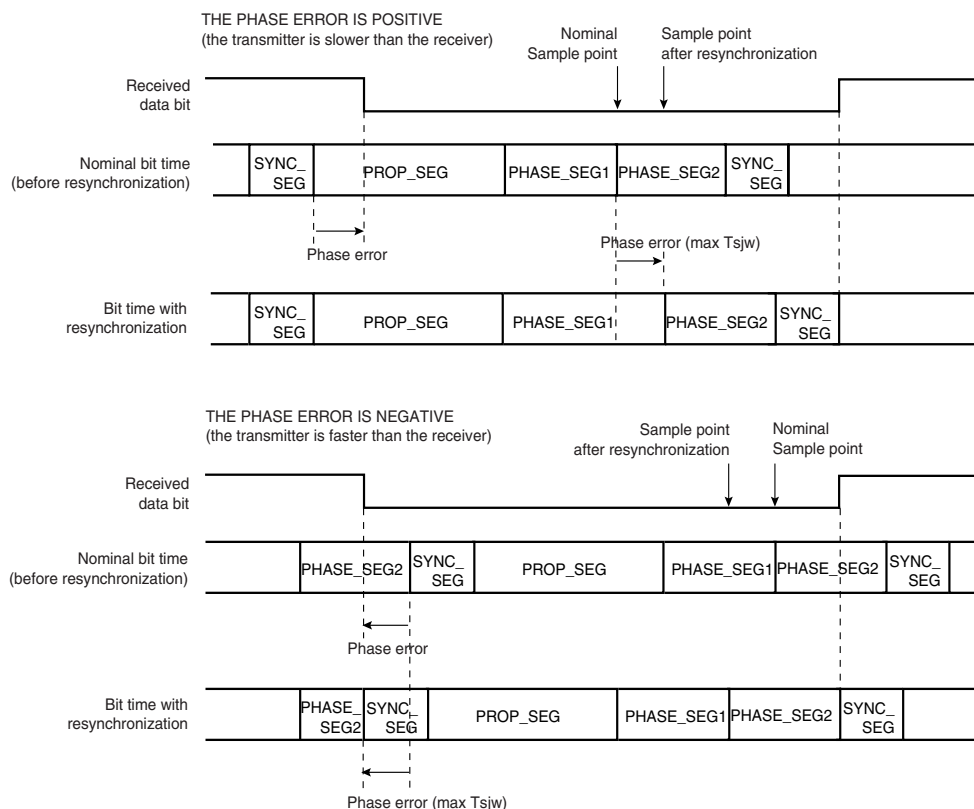 THE PHASE ERROR IS POSITIVE
(the transmitter is slower than the receiver)
Nominal
Sample point
Sample point
after resynchronization
Received
data bit
Nominal bit time
(before resynchronization)
SYNC_
SEG
PROP_SEG
PHASE_SEG1
PHASE_SEG2
SYNC_
SEG
Phase error
Phase error (max Tsjw)
Bit time with
resynchronization
SYNC_
SEG
PROP_SEG
PHASE_SEG1
PHASE_SEG2
SYNC_
SEG
THE PHASE ERROR IS NEGATIVE
(the transmitter is faster than the receiver)
Sample point
after resynchronization
Nominal
Sample point
Received
data bit
Nominal bit time
(before resynchronization)
PHASE_SEG2
SYNC_
SEG
PROP_SEG
PHASE_SEG1
PHASE_SEG2
SYNC_
SEG
Phase error
Bit time with
resynchronization
PHASE_
SEG2
SYNC_
SEG
PROP_SEG
PHASE_SEG1
PHASE_SEG2
SYNC_
SEG
Phase error (max Tsjw)